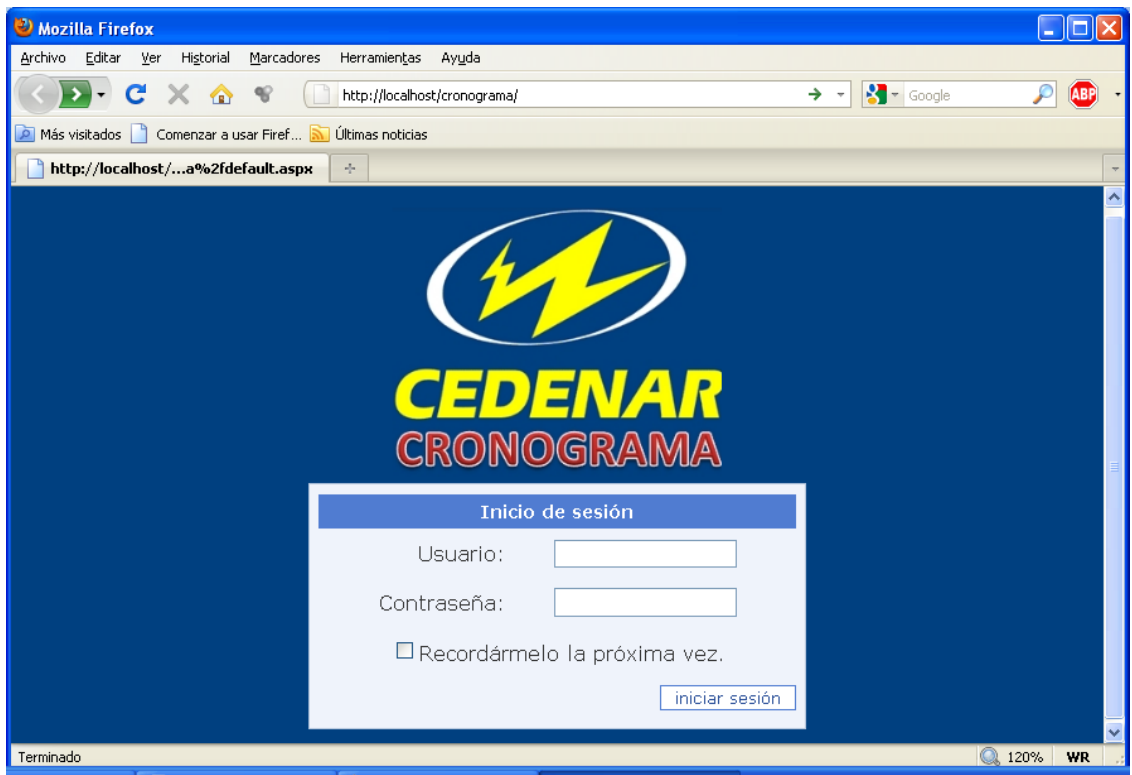 Mozilla Firefox
Archivo Editar Ver Historial Marcadores Herramientas Ayuda
http://localhost/cronograma/ Google ABP
Más visitados Comenzar a usar Firef... Últimas noticias
http://localhost/...a%2fdefault.aspx
CEDENAR
CRONOGRAMA
Inicio de sesión
Usuario:
Contraseña:
Recordármelo la próxima vez.
iniciar sesión
Terminado 120% WR